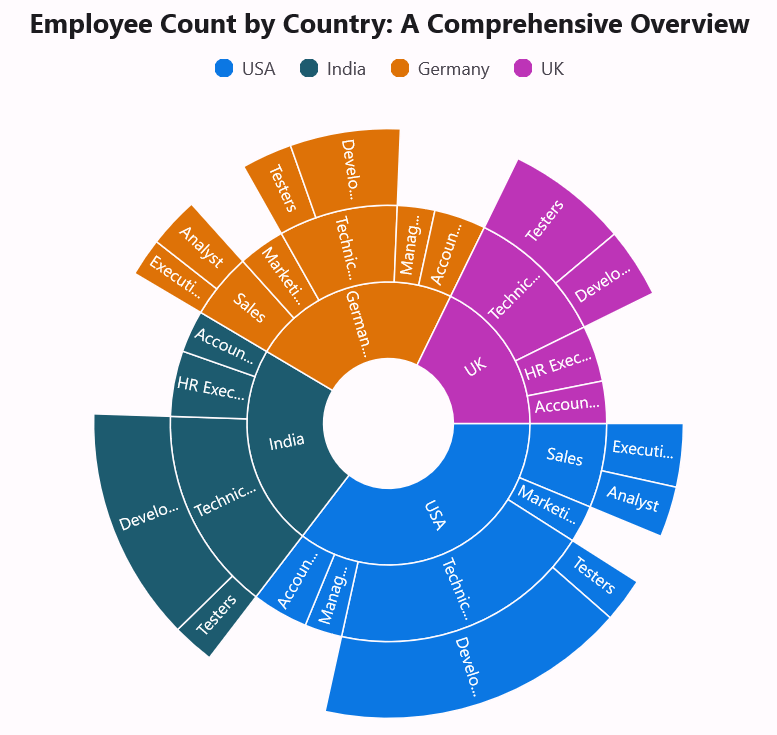 Employee Count by Country: A Comprehensive Overview
USA
India
Germany
UK
USA
Sales
Executi...
Analyst
Marketi...
Technic...
Testers
Develo...
Manag...
Accoun...
India
Technic...
Testers
Develo...
HR Exec...
Accoun...
German...
Sales
Executi...
Analyst
Marketi...
Technic...
Testers
Develo...
Manag...
Accoun...
UK
Technic...
Testers
Develo...
HR Exec...
Accoun...